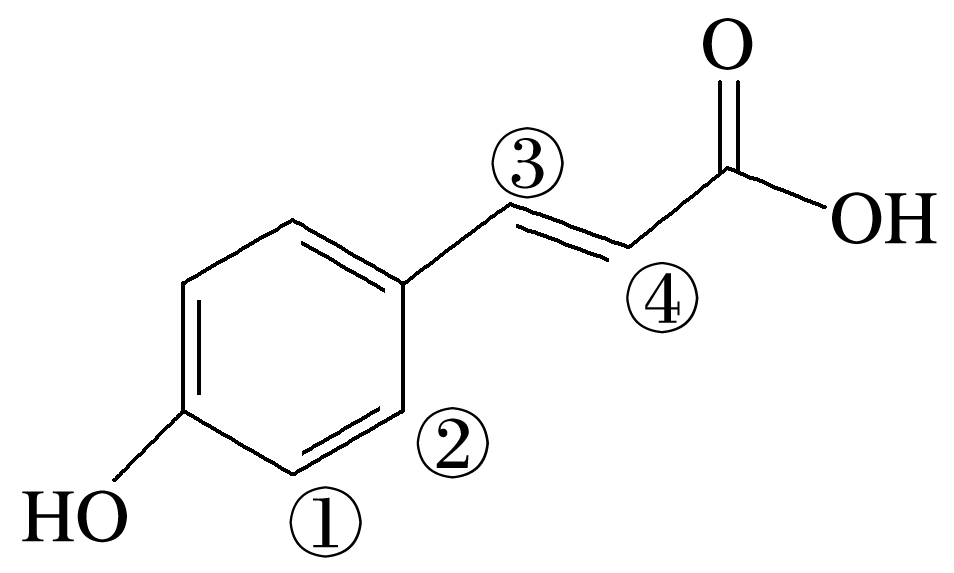 O
③
OH
④
②
HO
①